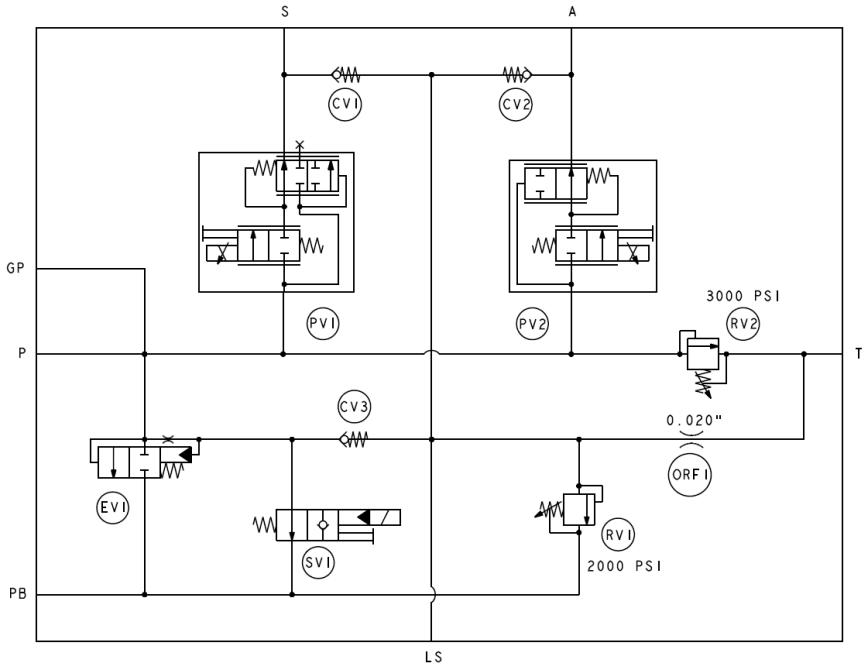 S
A
CV1
CV2
GP
3000 PSI
PV1
PV2
RV2
P
T
CV3
0.020"
ORF1
EV1
RV1
SV1
2000 PSI
PB
LS